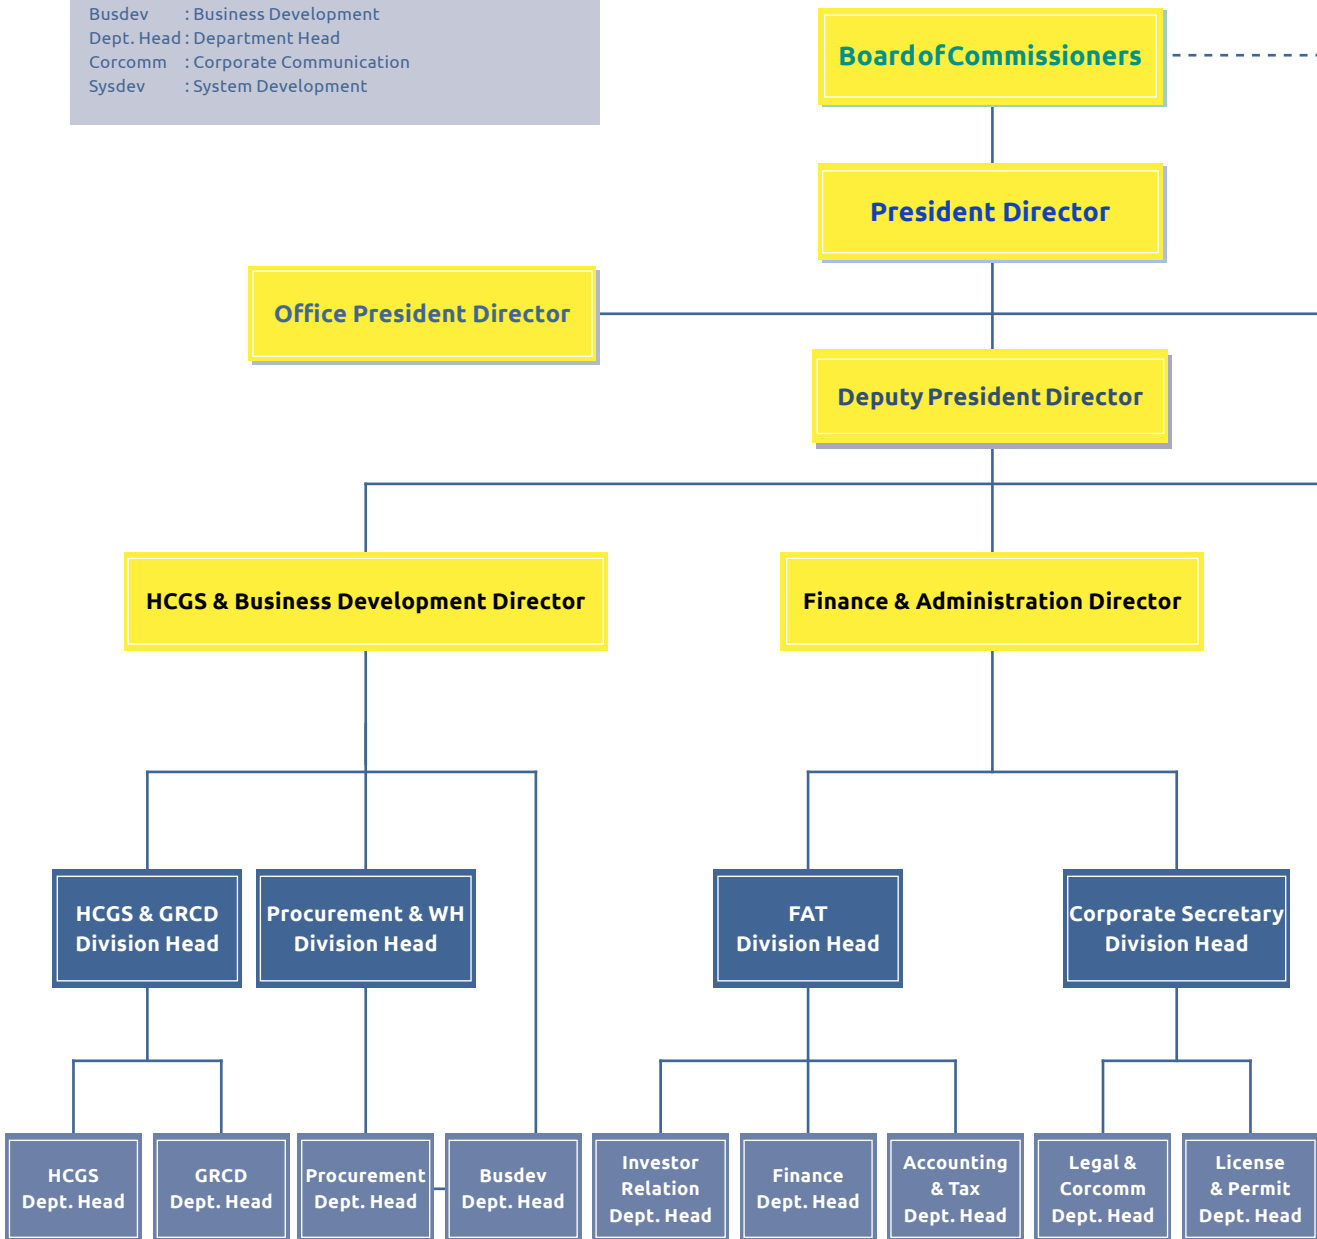 Busdev : Business Development
Dept. Head : Department Head
Corcomm : Corporate Communication
Sysdev : System Development
Board of Commissioners
President Director
Office President Director
Deputy President Director
HCGS & Business Development Director
Finance & Administration Director
HCGS & GRCD
Division Head
Procurement & WH
Division Head
FAT
Division Head
Corporate Secretary
Division Head
HCGS
Dept. Head
GRCD
Dept. Head
Procurement
Dept. Head
Busdev
Dept. Head
Investor
Relation
Dept. Head
Finance
Dept. Head
Accounting
& Tax
Dept. Head
Legal &
Corcomm
Dept. Head
License
& Permit
Dept. Head